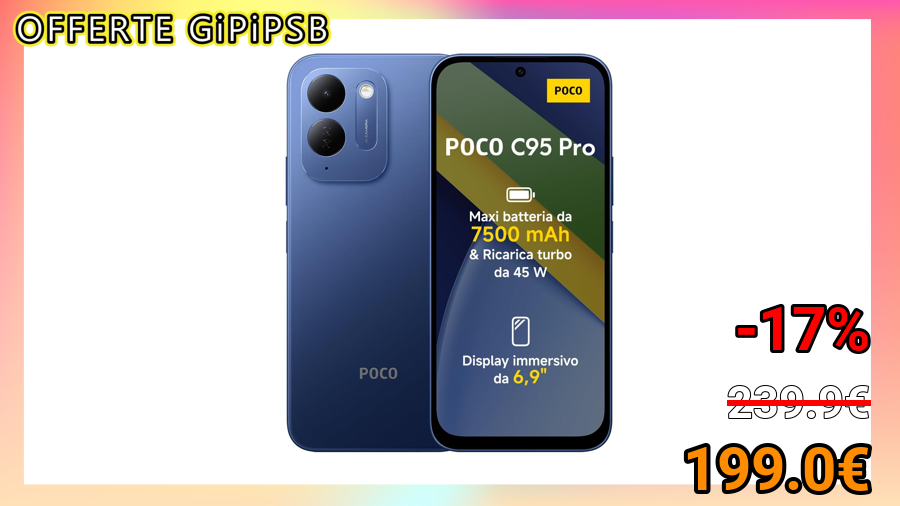 OFFERTE GiPiPSB
POCO
POCO C95 Pro
Maxi batteria da
7500 mAh
& Ricarica turbo
da 45 W
Display immersivo
da 6,9"
POCO
-17%
239.9€
199.0€